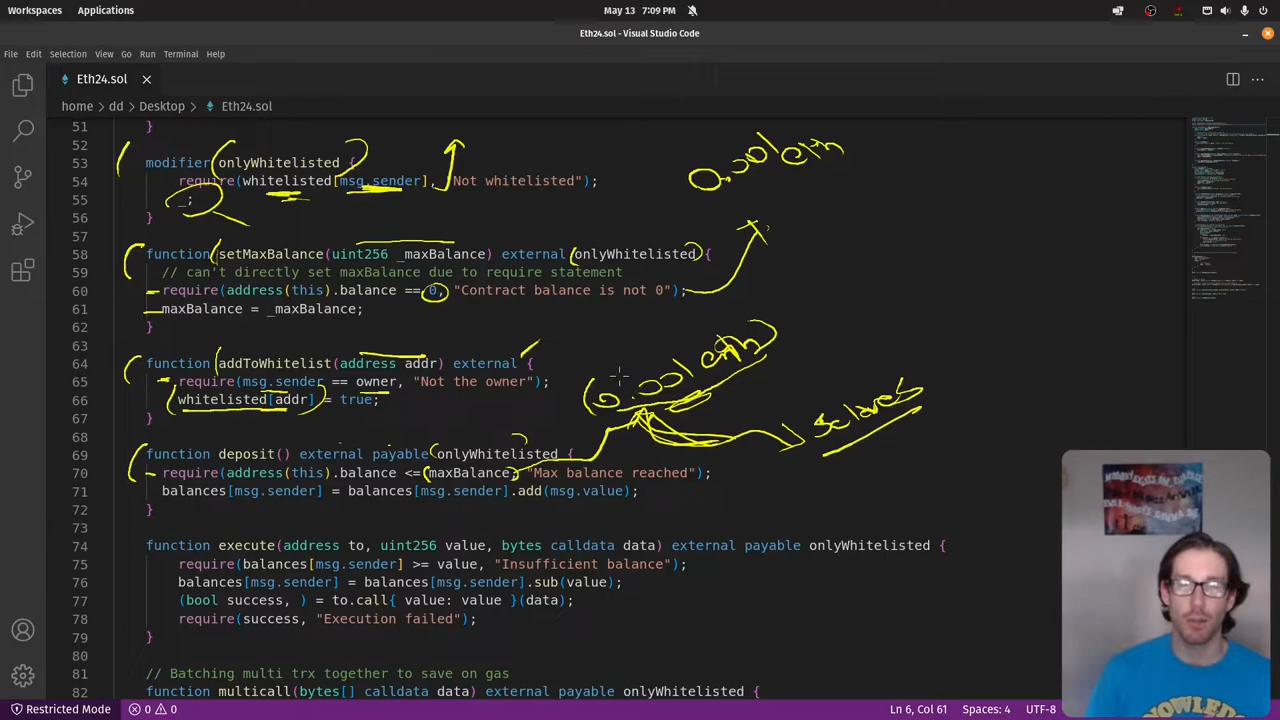 Workspaces Applications May 13 7:09 PM
Eth24.sol - Visual Studio Code
File Edit Selection View Go Run Terminal Help
Eth24.sol
home > dd > Desktop > Eth24.sol
51 }
52
53 modifier onlyWhitelisted {
54 require(whitelisted[msg.sender], "Not whitelisted");
55 _;
56 }
57
58 function setMaxBalance(uint256 _maxBalance) external onlyWhitelisted {
59 // can't directly set maxBalance due to require statement
60 require(address(this).balance == 0, "Contract balance is not 0");
61 maxBalance = _maxBalance;
62 }
63
64 function addToWhitelist(address addr) external {
65 require(msg.sender == owner, "Not the owner");
66 whitelisted[addr] = true;
67 }
68
69 function deposit() external payable onlyWhitelisted {
70 require(address(this).balance <= maxBalance, "Max balance reached");
71 balances[msg.sender] = balances[msg.sender].add(msg.value);
72 }
73
74 function execute(address to, uint256 value, bytes calldata data) external payable onlyWhitelisted {
75 require(balances[msg.sender] >= value, "Insufficient balance");
76 balances[msg.sender] = balances[msg.sender].sub(value);
77 (bool success, ) = to.call{ value: value }(data);
78 require(success, "Execution failed");
79 }
80
81 // Batching multi trx together to save on gas
82 function multicall(bytes[] calldata data) external payable onlyWhitelisted {
0.001 eth
(0.001 eth)
Restricted Mode 0 0 Ln 6, Col 61 Spaces: 4 UTF-8